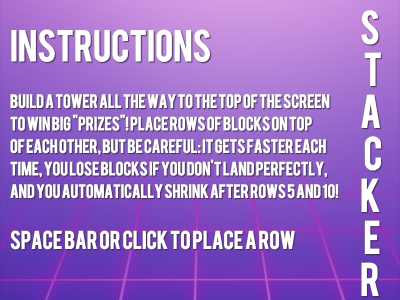 INSTRUCTIONS
BUILD A TOWER ALL THE WAY TO THE TOP OF THE SCREEN
TO WIN BIG "PRIZES"! PLACE ROWS OF BLOCKS ON TOP
OF EACH OTHER, BUT BE CAREFUL: IT GETS FASTER EACH
TIME, YOU LOSE BLOCKS IF YOU DON'T LAND PERFECTLY,
AND YOU AUTOMATICALLY SHRINK AFTER ROWS 5 AND 10!
SPACE BAR OR CLICK TO PLACE A ROW
STACKER